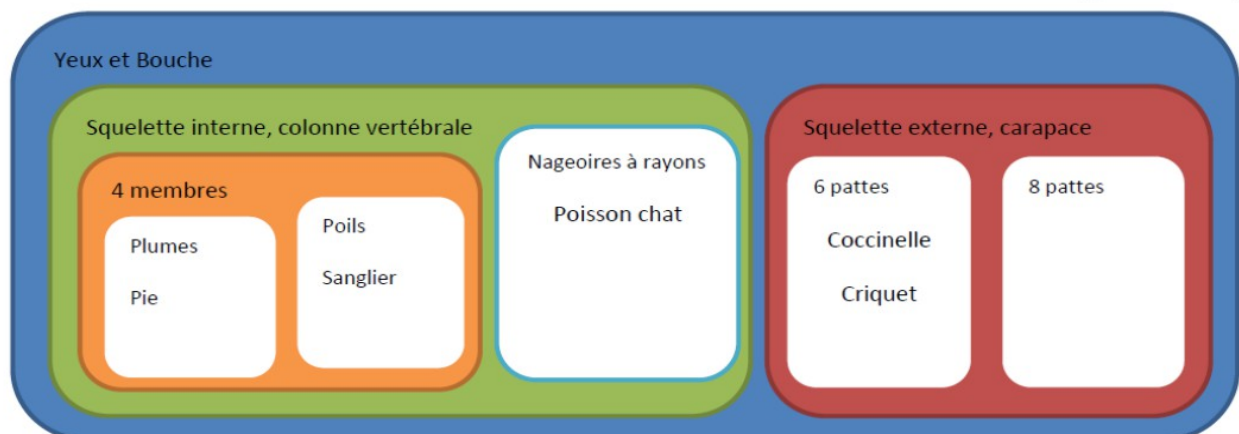 Yeux et Bouche
Squelette interne, colonne vertébrale
4 membres
Plumes
Pie
Poils
Sanglier
Nageoires à rayons
Poisson chat
Squelette externe, carapace
6 pattes
Coccinelle
Criquet
8 pattes